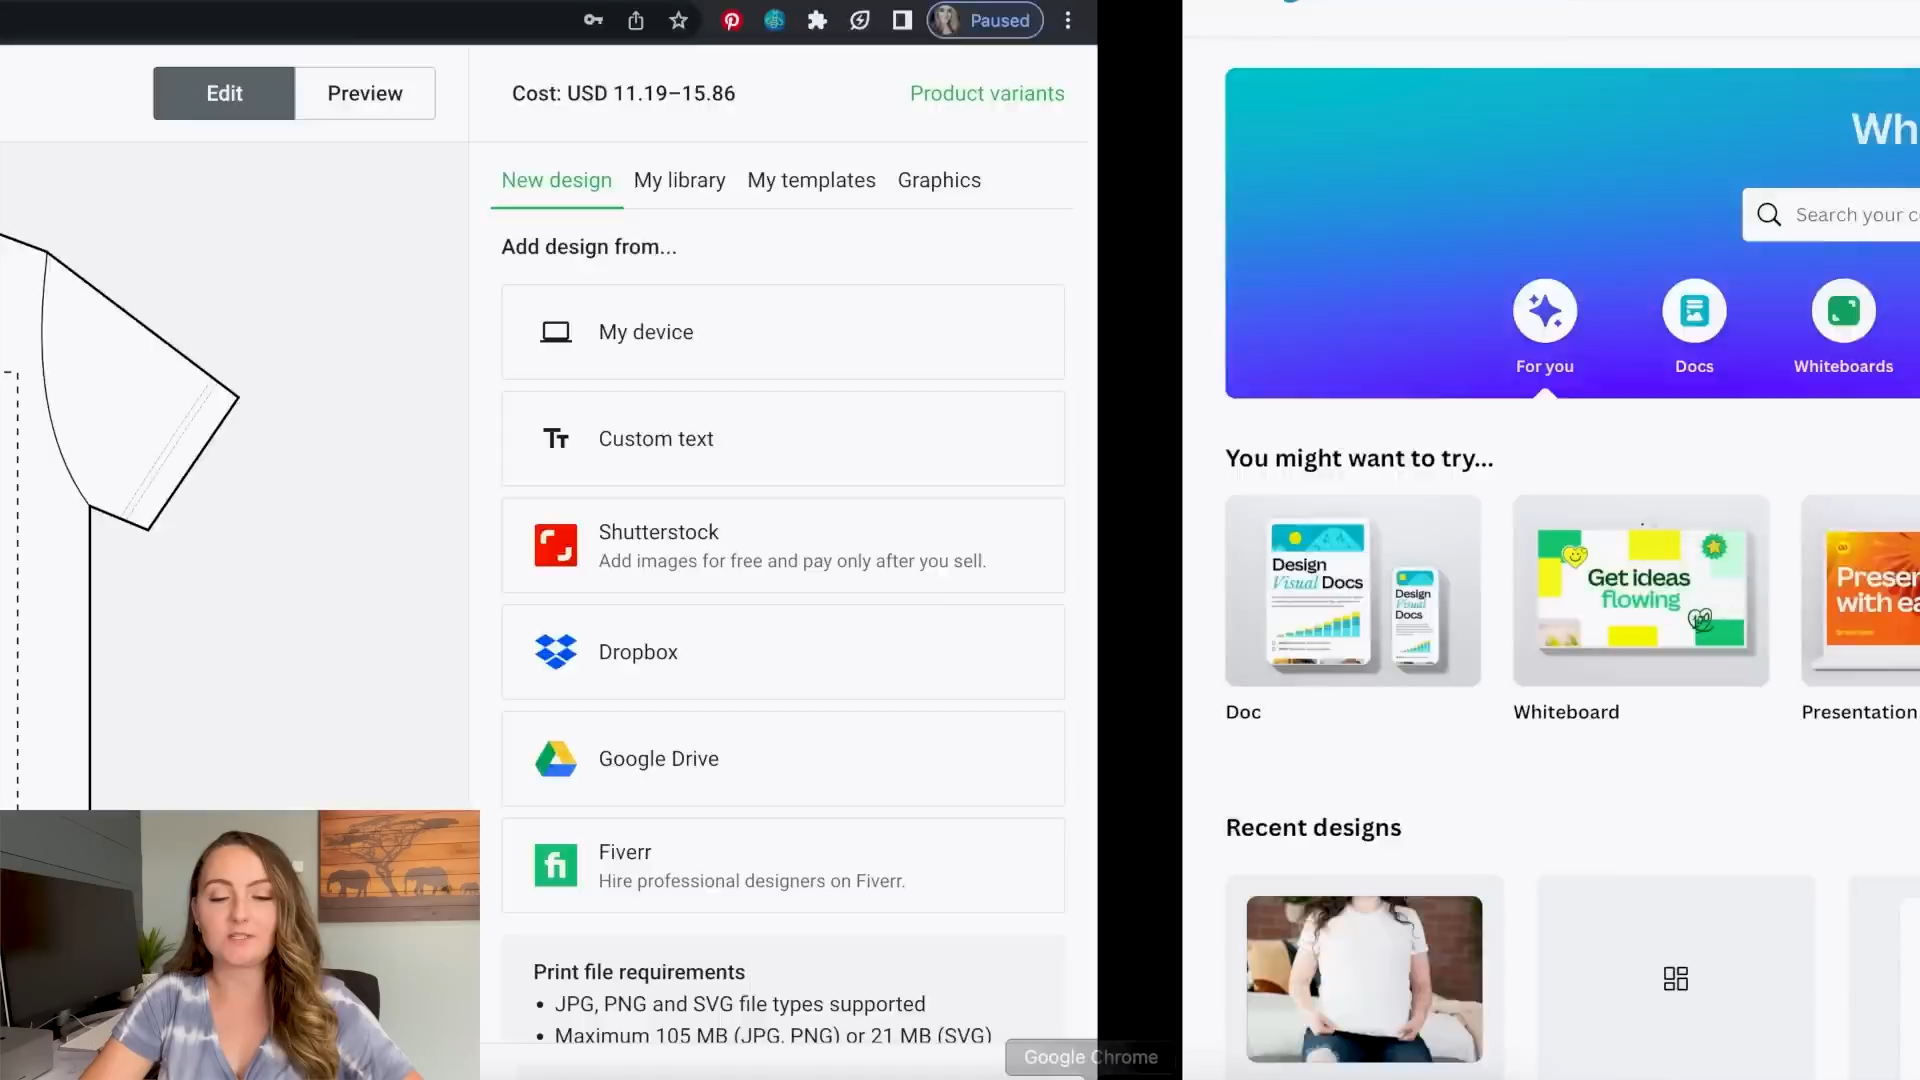 Paused
Edit
Preview
Cost: USD 11.19–15.86
Product variants
New design
My library
My templates
Graphics
Add design from...
My device
Custom text
Shutterstock
Add images for free and pay only after you sell.
Dropbox
Google Drive
Fiverr
Hire professional designers on Fiverr.
Print file requirements
• JPG, PNG and SVG file types supported
• Maximum 105 MB (JPG, PNG) or 21 MB (SVG)
Google Chrome
Wh
Search your c
For you
Docs
Whiteboards
You might want to try...
Design
Visual Docs
Design
Visual
Docs
Get ideas
flowing
100
Presen
with ea
Doc
Whiteboard
Presentation
Recent designs